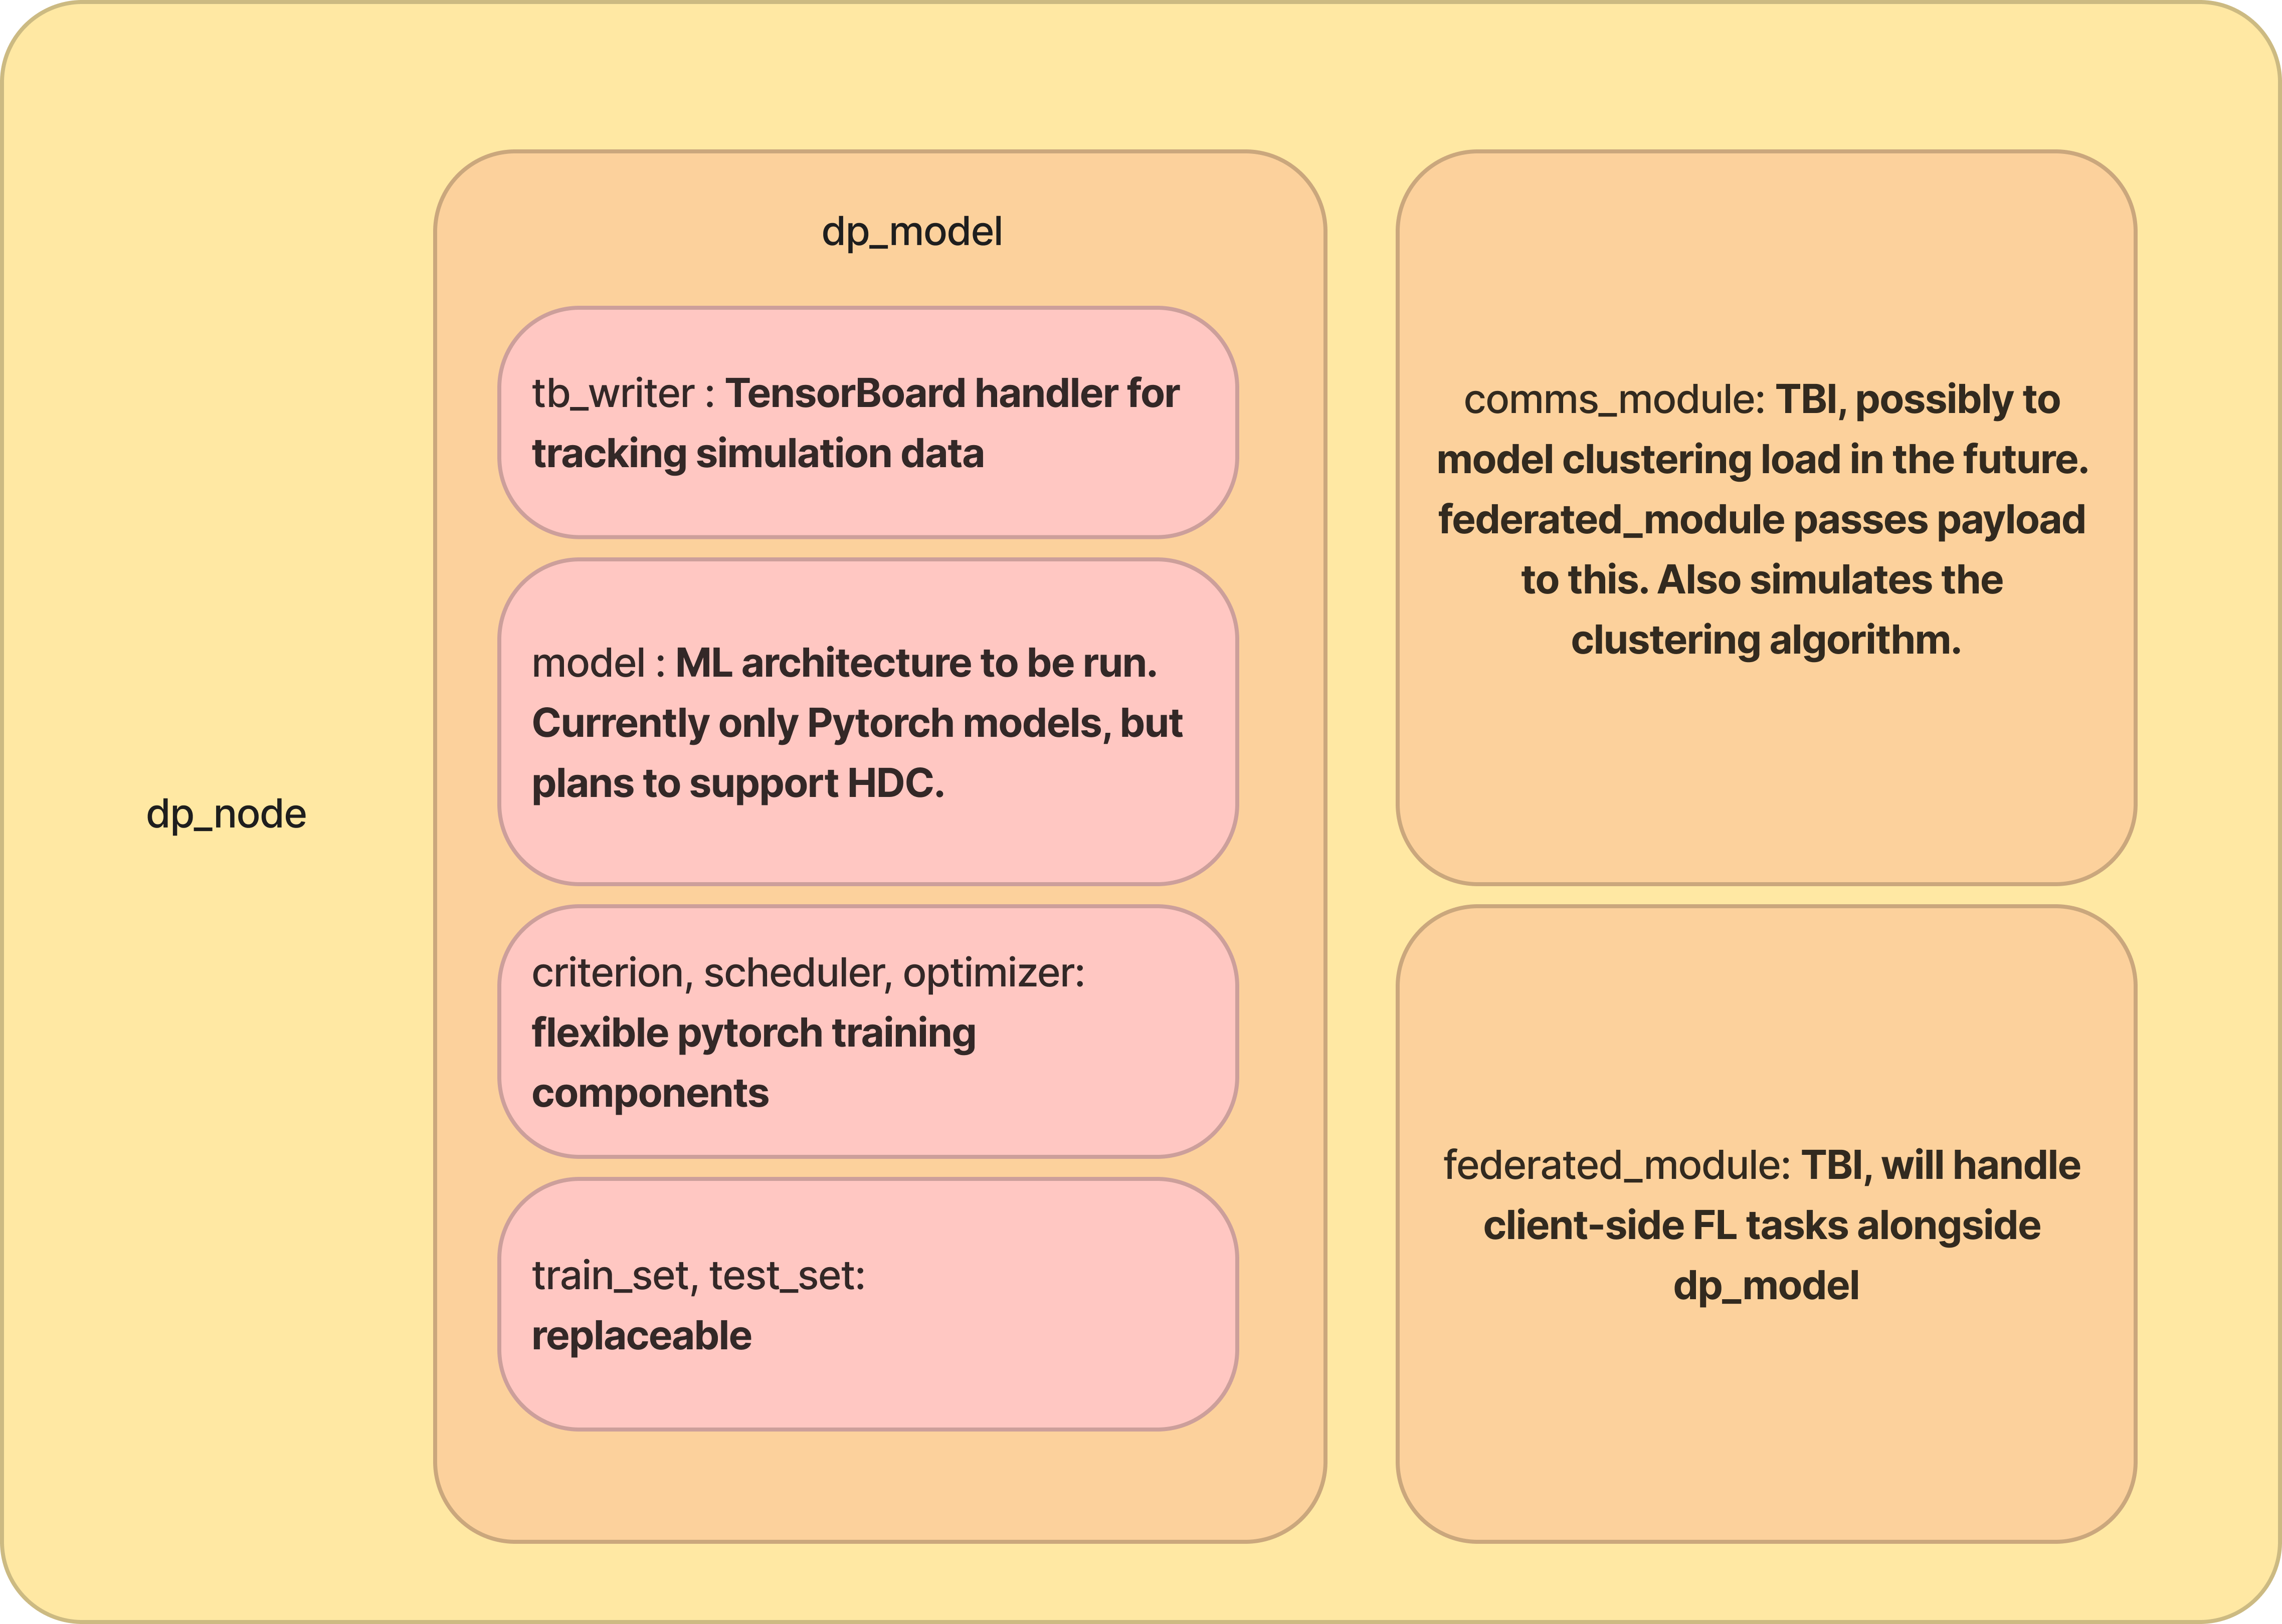 dp_node
dp_model
tb_writer : TensorBoard handler for
tracking simulation data
model : ML architecture to be run.
Currently only Pytorch models, but
plans to support HDC.
criterion, scheduler, optimizer:
flexible pytorch training
components
train_set, test_set:
replaceable
comms_module: TBI, possibly to
model clustering load in the future.
federated_module passes payload
to this. Also simulates the
clustering algorithm.
federated_module: TBI, will handle
client-side FL tasks alongside
dp_model